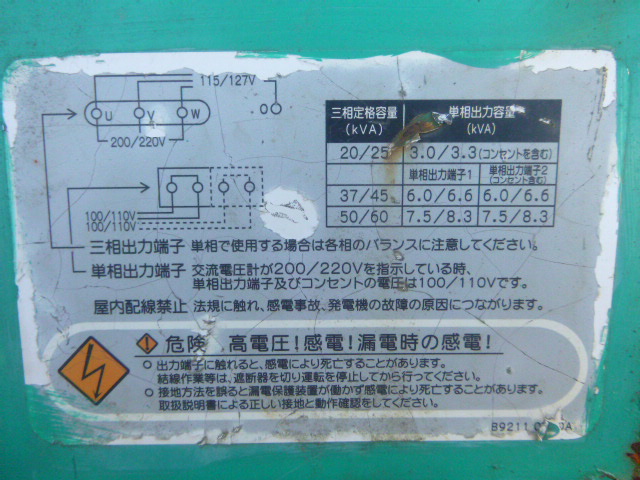 115/127V
U V W O
200/220V
100/110V
100/110V
三相定格容量 単相出力容量
(kVA) (kVA)
20/25 3.0/3.3(コンセントを含む)
単相出力端子1 単相出力端子2
(コンセント含む)
37/45 6.0/6.6 6.0/6.6
50/60 7.5/8.3 7.5/8.3
三相出力端子 単相で使用する場合は各相のバランスに注意してください。
単相出力端子 交流電圧計が200/220Vを指示している時、
単相出力端子及びコンセントの電圧は100/110Vです。
屋内配線禁止 法規に触れ、感電事故、発電機の故障の原因につながります。
危険 高電圧!感電!漏電時の感電!
○ 出力端子に触れると、感電により死亡することがあります。
結線作業等は、遮断器を切り運転を停止してから行ってください。
○ 接地方法を誤ると漏電保護装置が働かず感電により死亡することがあります。
取扱説明書による正しい接地と動作確認をしてください。
B9211